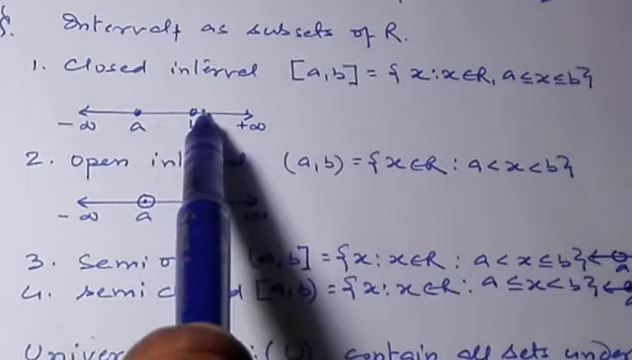 Intervals as subsets of R.
1. Closed interval [a,b] = { x : x ∈ R, a ≤ x ≤ b }
-∞ a +∞
2. open (a,b) = { x ∈ R : a < x < b }
-∞ a
3. Semi a,b] = { x : x ∈ R : a < x ≤ b } a
4. semi [a,b) = { x : x ∈ R : a ≤ x < b }
(U) contain all sets under